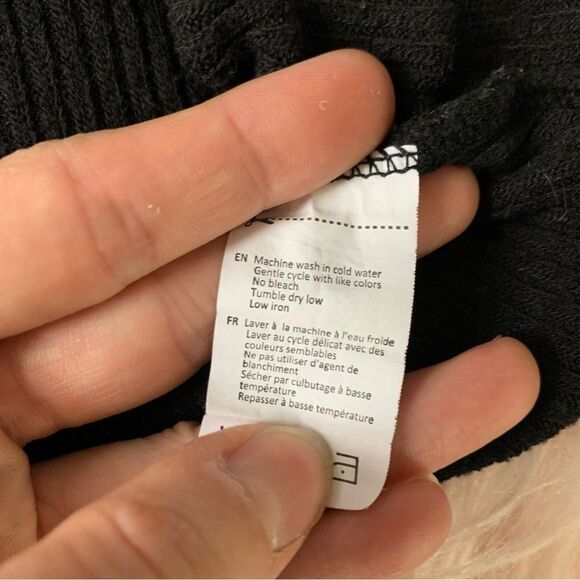 EN Machine wash in cold water
Gentle cycle with like colors
No bleach
Tumble dry low
Low iron
FR Laver à la machine à l'eau froide
Laver au cycle délicat avec des
couleurs semblables
Ne pas utiliser d'agent de
blanchiment
Sécher par culbutage à basse
température
Repasser à basse température